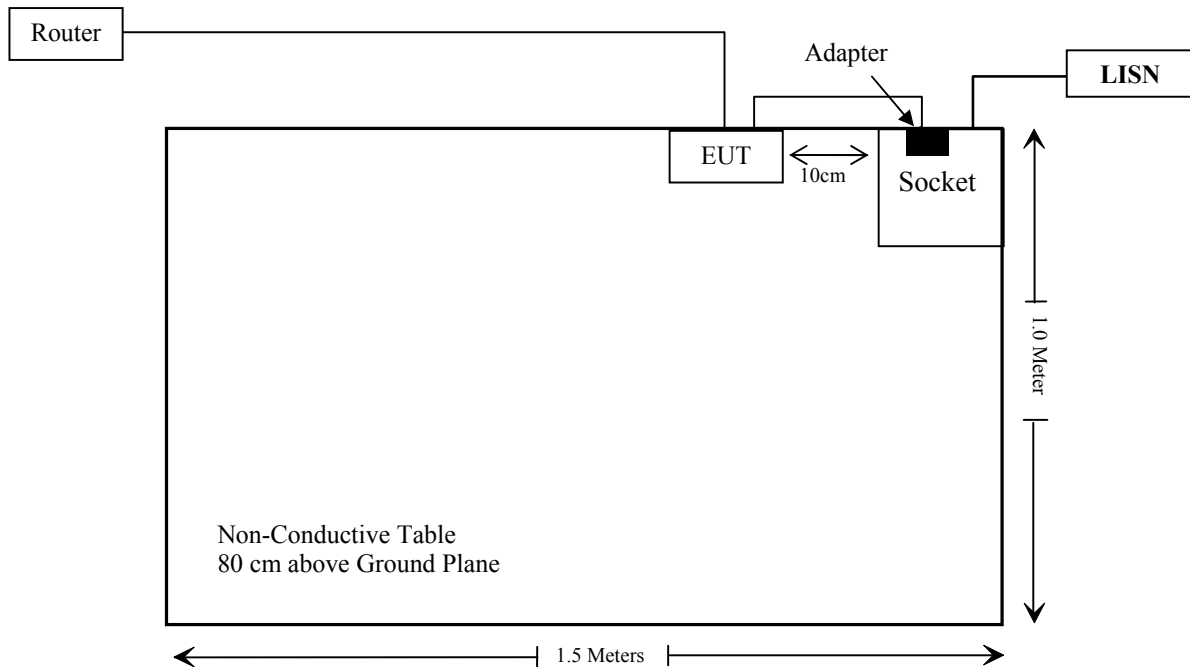 Router
Adapter
LISN
EUT
10cm
Socket
1.0 Meter
Non-Conductive Table
80 cm above Ground Plane
1.5 Meters